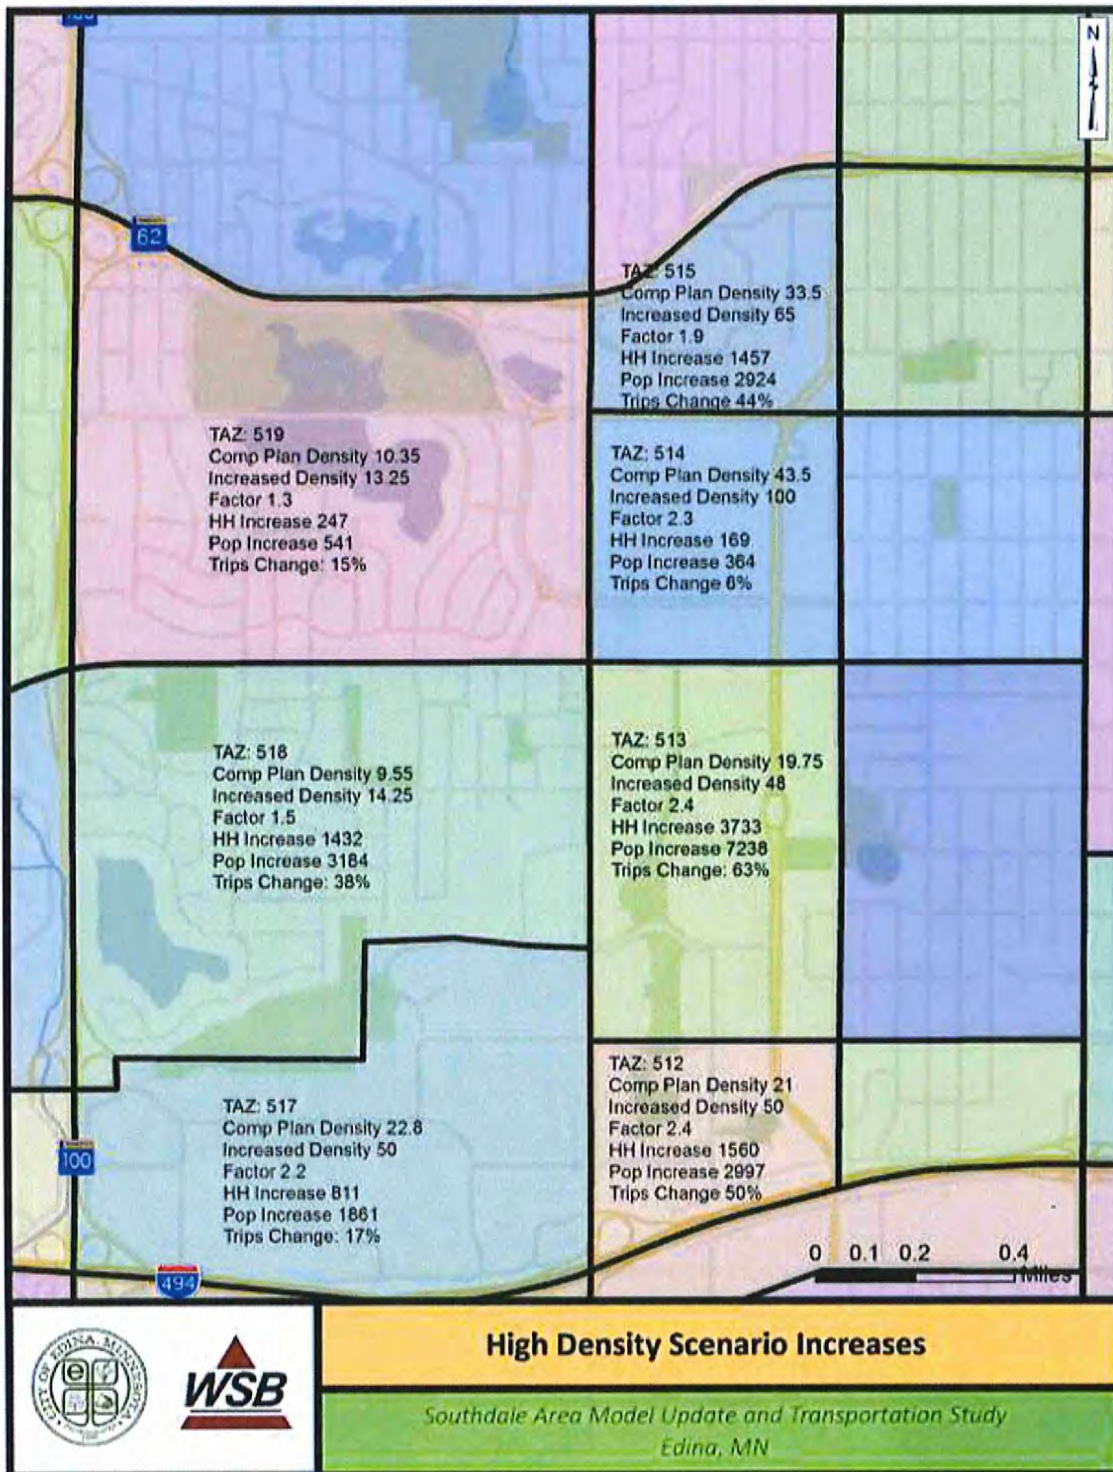 100
N
62
TAZ: 515
Comp Plan Density 33.5
Increased Density 65
Factor 1.9
HH Increase 1457
Pop Increase 2924
Trips Change 44%
TAZ: 519
Comp Plan Density 10.35
Increased Density 13.25
Factor 1.3
HH Increase 247
Pop Increase 541
Trips Change: 15%
TAZ: 514
Comp Plan Density 43.5
Increased Density 100
Factor 2.3
HH Increase 169
Pop Increase 364
Trips Change 6%
TAZ: 518
Comp Plan Density 9.55
Increased Density 14.25
Factor 1.5
HH Increase 1432
Pop Increase 3184
Trips Change: 38%
TAZ: 513
Comp Plan Density 19.75
Increased Density 48
Factor 2.4
HH Increase 3733
Pop Increase 7238
Trips Change: 63%
TAZ: 517
Comp Plan Density 22.8
Increased Density 50
Factor 2.2
HH Increase 811
Pop Increase 1861
Trips Change: 17%
TAZ: 512
Comp Plan Density 21
Increased Density 50
Factor 2.4
HH Increase 1560
Pop Increase 2997
Trips Change 50%
100
494
0 0.1 0.2 0.4
Miles
CITY OF EDINA, MINNESOTA
e
WSB
High Density Scenario Increases
Southdale Area Model Update and Transportation Study
Edina, MN